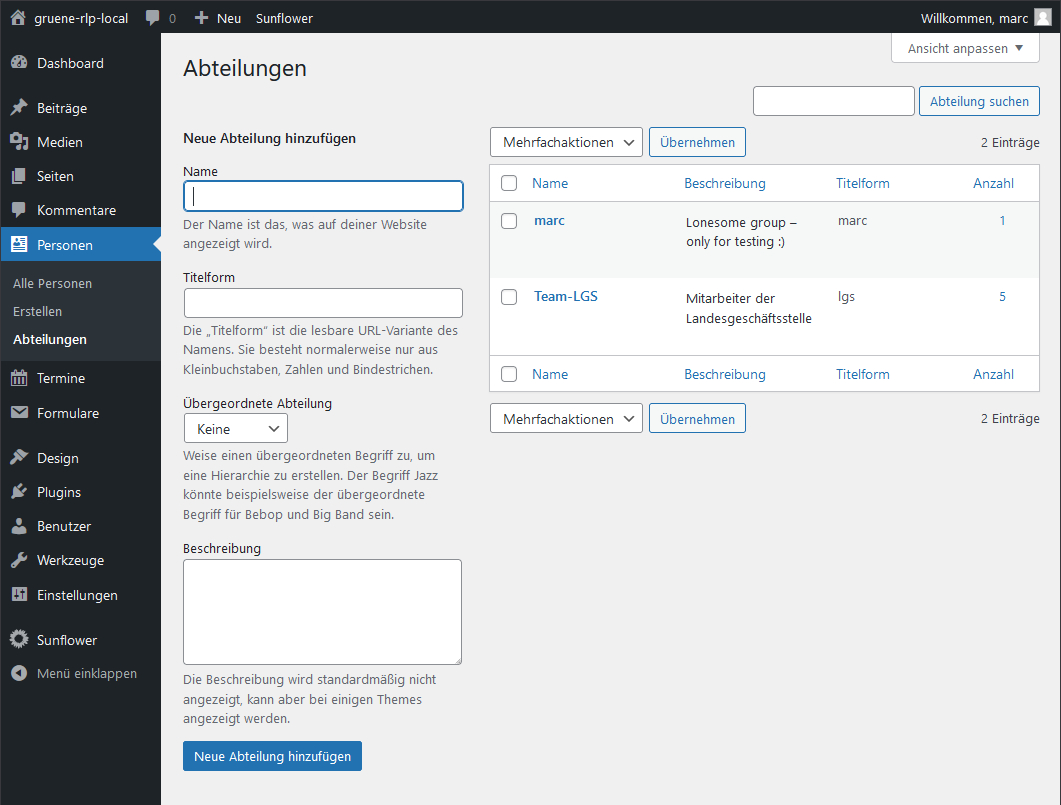 gruene-rlp-local
0
Neu
Sunflower
Willkommen, marc
Dashboard
Beiträge
Medien
Seiten
Kommentare
Personen
Alle Personen
Erstellen
Abteilungen
Termine
Formulare
Design
Plugins
Benutzer
Werkzeuge
Einstellungen
Sunflower
Menü einklappen
Ansicht anpassen
Abteilungen
Abteilung suchen
Neue Abteilung hinzufügen
Name
Der Name ist das, was auf deiner Website
angezeigt wird.
Titelform
Die „Titelform“ ist die lesbare URL-Variante des
Namens. Sie besteht normalerweise nur aus
Kleinbuchstaben, Zahlen und Bindestrichen.
Übergeordnete Abteilung
Keine
Weise einen übergeordneten Begriff zu, um
eine Hierarchie zu erstellen. Der Begriff Jazz
könnte beispielsweise der übergeordnete
Begriff für Bebop und Big Band sein.
Beschreibung
Die Beschreibung wird standardmäßig nicht
angezeigt, kann aber bei einigen Themes
angezeigt werden.
Neue Abteilung hinzufügen
Mehrfachaktionen
Übernehmen
2 Einträge
Name Beschreibung Titelform Anzahl
marc Lonesome group – marc 1
only for testing :)
Team-LGS Mitarbeiter der lgs 5
Landesgeschäftsstelle
Name Beschreibung Titelform Anzahl
Mehrfachaktionen
Übernehmen
2 Einträge